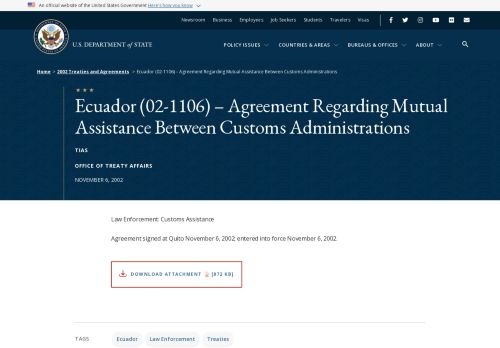 An official website of the United States Government Here's how you know
Newsroom Business Employees Job Seekers Students Travelers Visas
U.S. DEPARTMENT of STATE
POLICY ISSUES COUNTRIES & AREAS BUREAUS & OFFICES ABOUT
Home > 2002 Treaties and Agreements > Ecuador (02-1106) – Agreement Regarding Mutual Assistance Between Customs Administrations
Ecuador (02-1106) – Agreement Regarding Mutual
Assistance Between Customs Administrations
TIAS
OFFICE OF TREATY AFFAIRS
NOVEMBER 6, 2002
Law Enforcement: Customs Assistance
Agreement signed at Quito November 6, 2002; entered into force November 6, 2002.
DOWNLOAD ATTACHMENT [872 KB]
TAGS Ecuador Law Enforcement Treaties